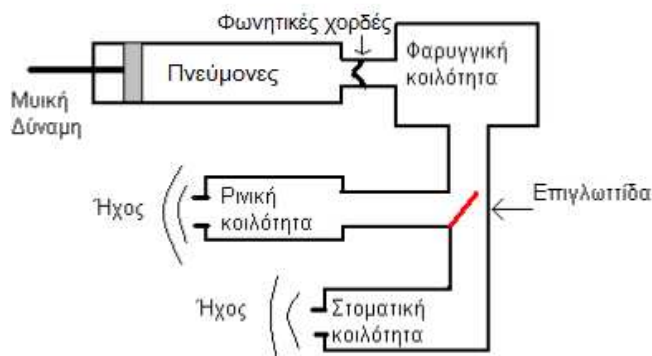 Φωνητικές χορδές
Πνεύμονες
Φαρυγγική
κοιλότητα
Μυική
Δύναμη
Ήχος
Ρινική
κοιλότητα
Επιγλωττίδα
Ήχος
Στοματική
κοιλότητα